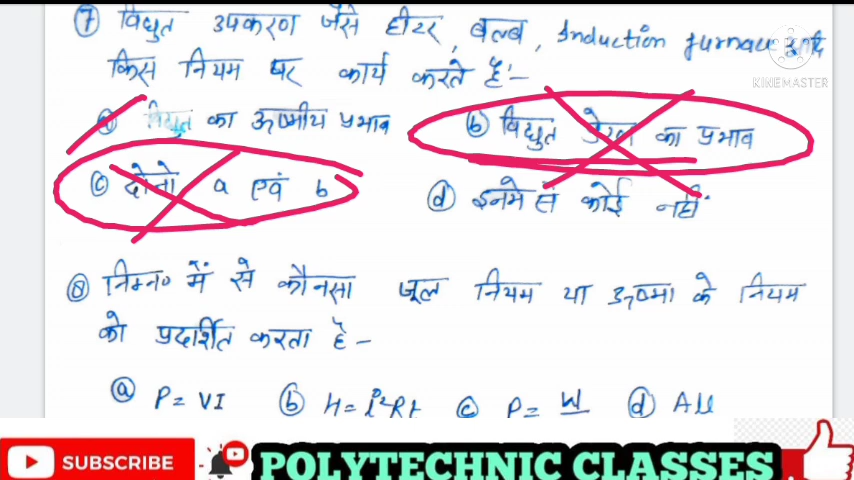 ⑦ विद्युत उपकरण जैसे हीटर, बल्ब, Induction furnace आदि
KINEMASTER
किस नियम पर कार्य करते है:-
ⓐ विद्युत का ऊष्मीय प्रभाव ⓑ विद्युत प्रेरण का प्रभाव
ⓒ दोनो a एवं b ⓓ इनमे से कोई नही
⑧ निम्न० में से कौनसा जूल नियम या ऊष्मा के नियम
को प्रदर्शित करता है -
ⓐ P = VI ⓑ H = i²Rt ⓒ P = W ⓓ All
SUBSCRIBE POLYTECHNIC CLASSES